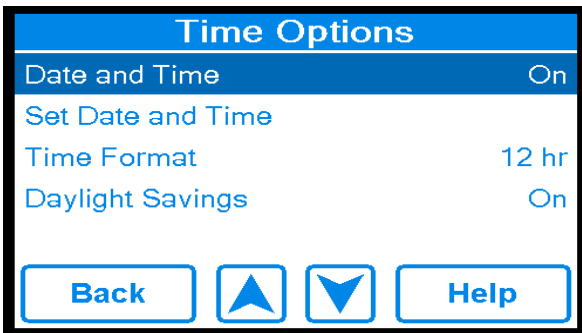 Time Options
Date and Time On
Set Date and Time
Time Format 12 hr
Daylight Savings On
Back Help